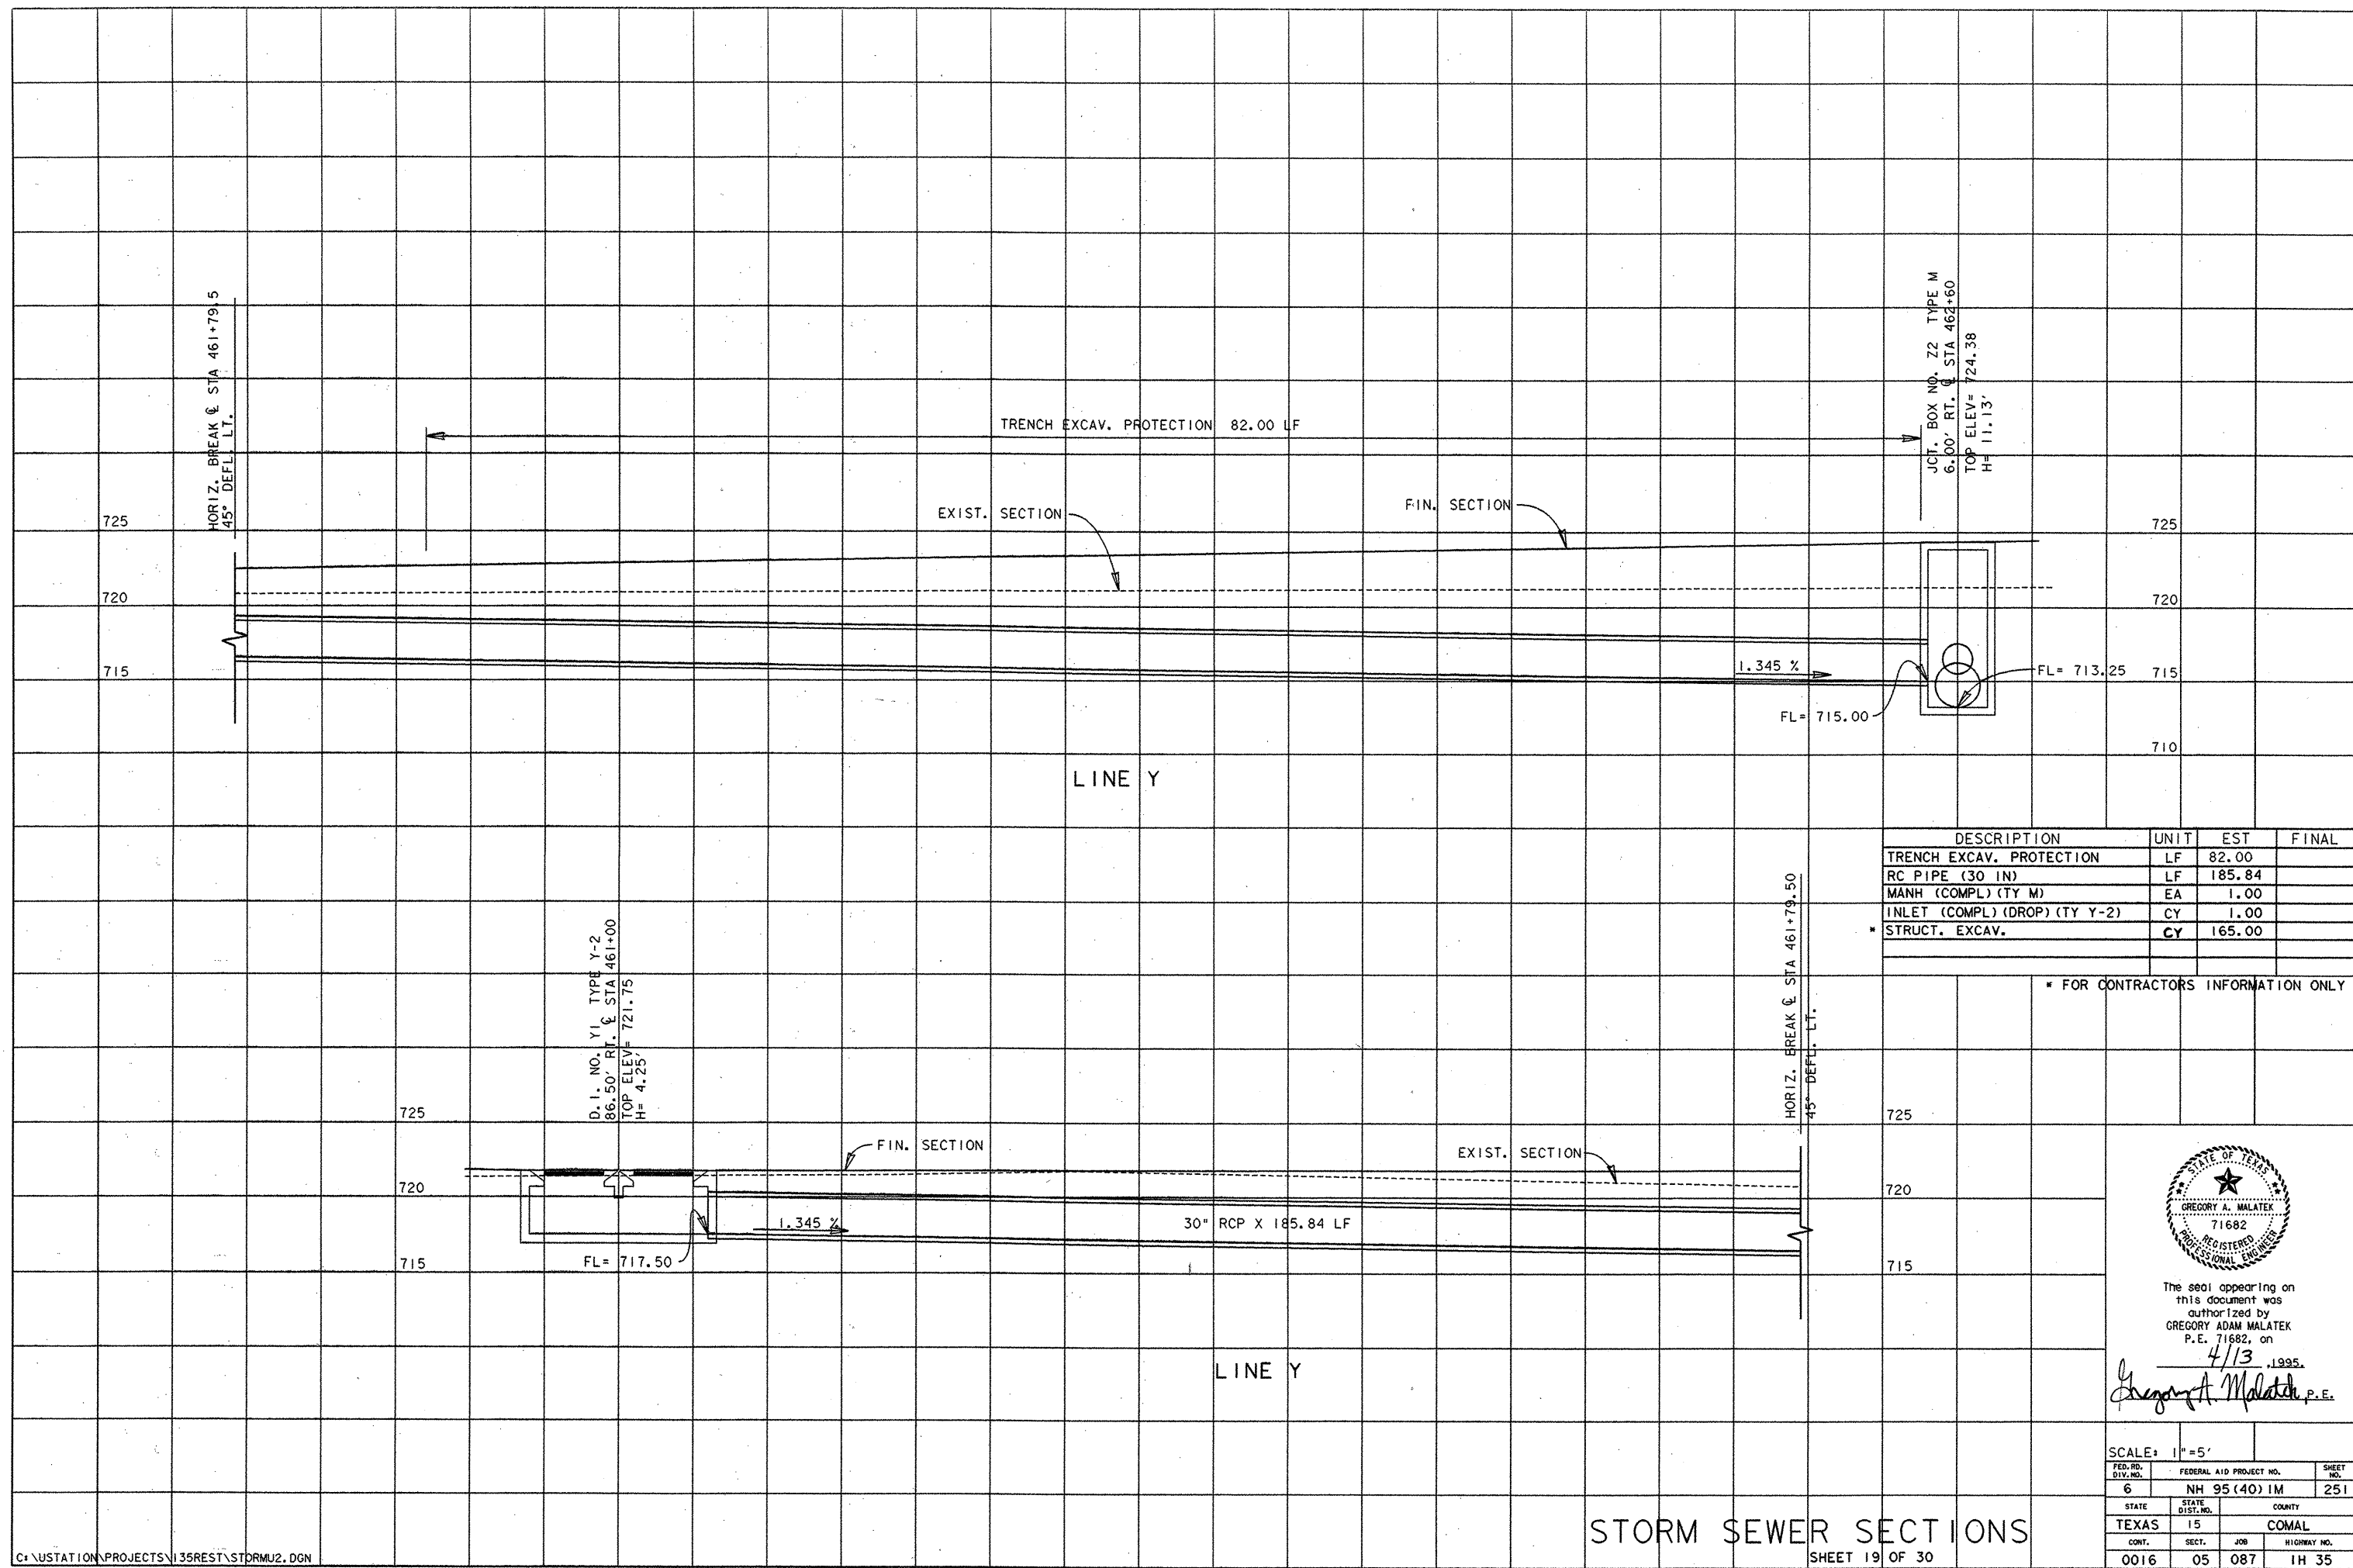 HORIZ. BREAK ℄ STA 461+79.5
45° DEFL. LT.
TRENCH EXCAV. PROTECTION 82.00 LF
JCT. BOX NO. Z2 TYPE M
6.00' RT. ℄ STA 462+60
TOP ELEV= 724.38
H= 11.13'
EXIST. SECTION
FIN. SECTION
725
725
720
720
715
1.345 %
FL= 713.25
715
FL= 715.00
710
LINE Y
DESCRIPTION UNIT EST FINAL
TRENCH EXCAV. PROTECTION LF 82.00
RC PIPE (30 IN) LF 185.84
MANH (COMPL) (TY M) EA 1.00
INLET (COMPL) (DROP) (TY Y-2) CY 1.00
* STRUCT. EXCAV. CY 165.00
* FOR CONTRACTORS INFORMATION ONLY
D.I. NO. Y1 TYPE Y-2
86.50' RT. ℄ STA 461+00
TOP ELEV= 721.75
H= 4.25'
HORIZ. BREAK ℄ STA 461+79.50
45° DEFL. LT.
725
725
FIN. SECTION
EXIST. SECTION
720
720
1.345 %
30" RCP X 185.84 LF
715
FL= 717.50
715
LINE Y
STATE OF TEXAS
GREGORY A. MALATEK
71682
REGISTERED
PROFESSIONAL ENGINEER
The seal appearing on
this document was
authorized by
GREGORY ADAM MALATEK
P.E. 71682, on
4/13 ,1995.
Gregory A. Malatek, P.E.
SCALE: 1"=5'
FED.RD. DIV.NO. FEDERAL AID PROJECT NO. SHEET NO.
6 NH 95(40)IM 251
STATE STATE DIST.NO. COUNTY
TEXAS 15 COMAL
CONT. SECT. JOB HIGHWAY NO.
0016 05 087 IH 35
STORM SEWER SECTIONS
SHEET 19 OF 30
C:\USTATION\PROJECTS\I35REST\STORMU2.DGN